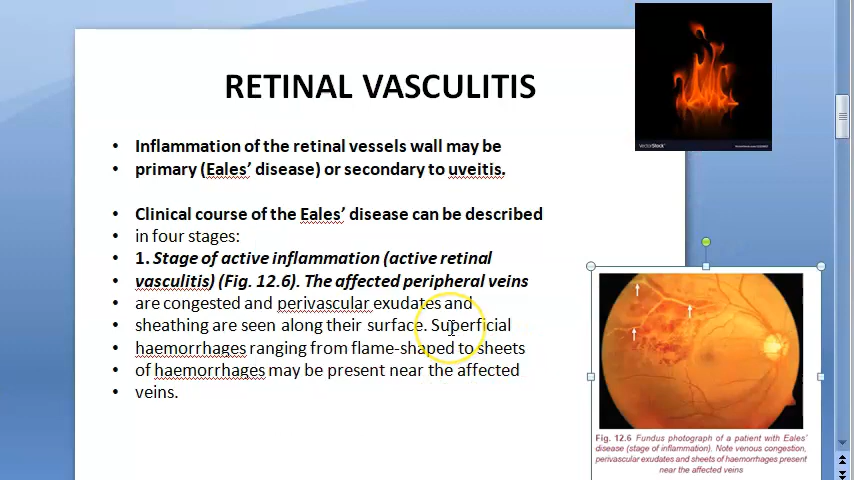 RETINAL VASCULITIS
• Inflammation of the retinal vessels wall may be
• primary (Eales’ disease) or secondary to uveitis.
• Clinical course of the Eales’ disease can be described
• in four stages:
• 1. Stage of active inflammation (active retinal
• vasculitis) (Fig. 12.6). The affected peripheral veins
• are congested and perivascular exudates and
• sheathing are seen along their surface. Superficial
• haemorrhages ranging from flame-shaped to sheets
• of haemorrhages may be present near the affected
• veins.
VectorStock
Fig. 12.6 Fundus photograph of a patient with Eales'
disease (stage of inflammation). Note venous congestion,
perivascular exudates and sheets of haemorrhages present
near the affected veins